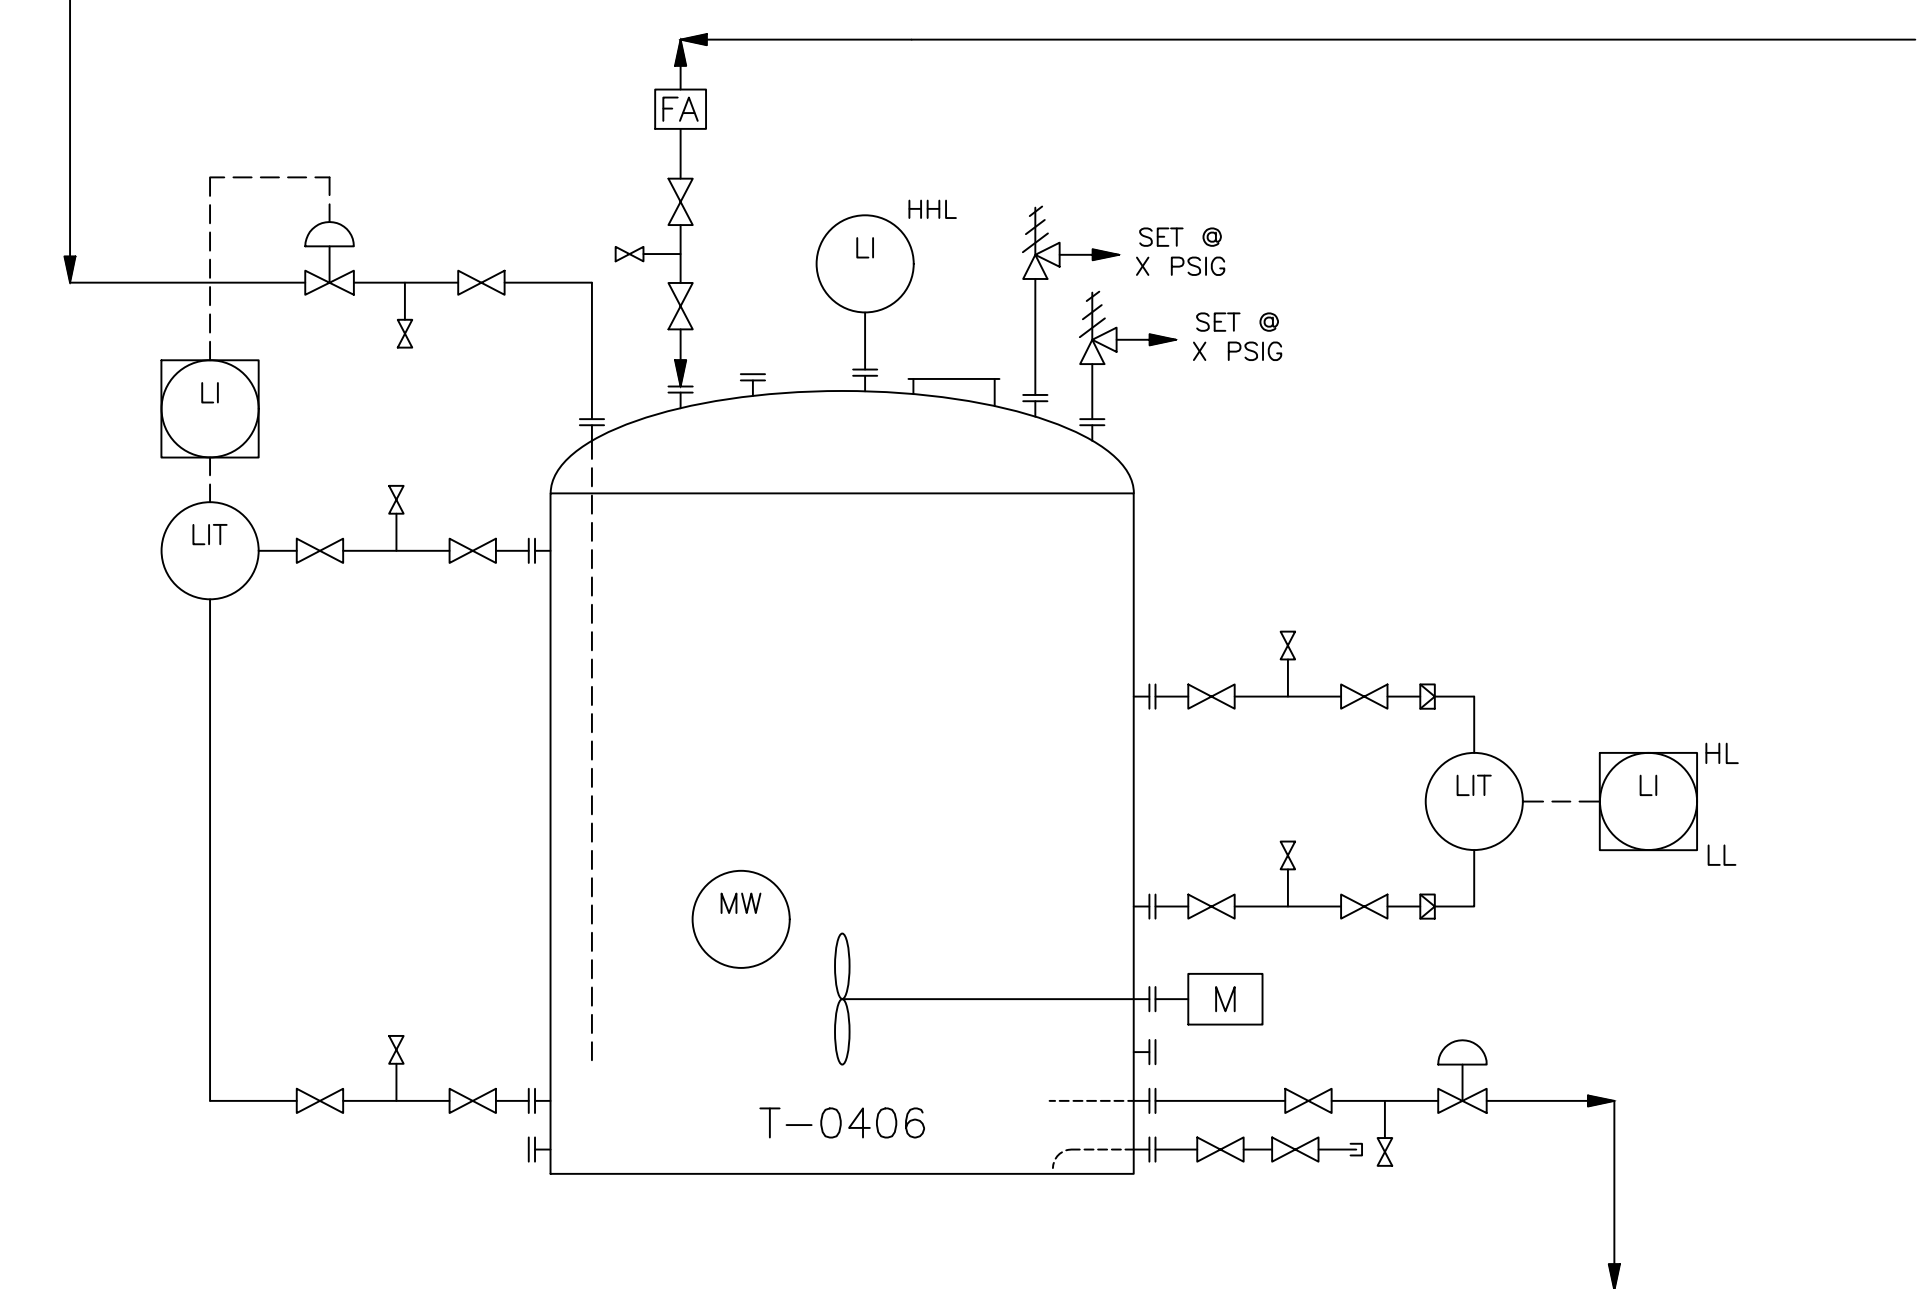 FA
HHL
LI
SET @
X PSIG
SET @
X PSIG
LI
LIT
HL
LIT
LI
LL
MW
M
T-0406